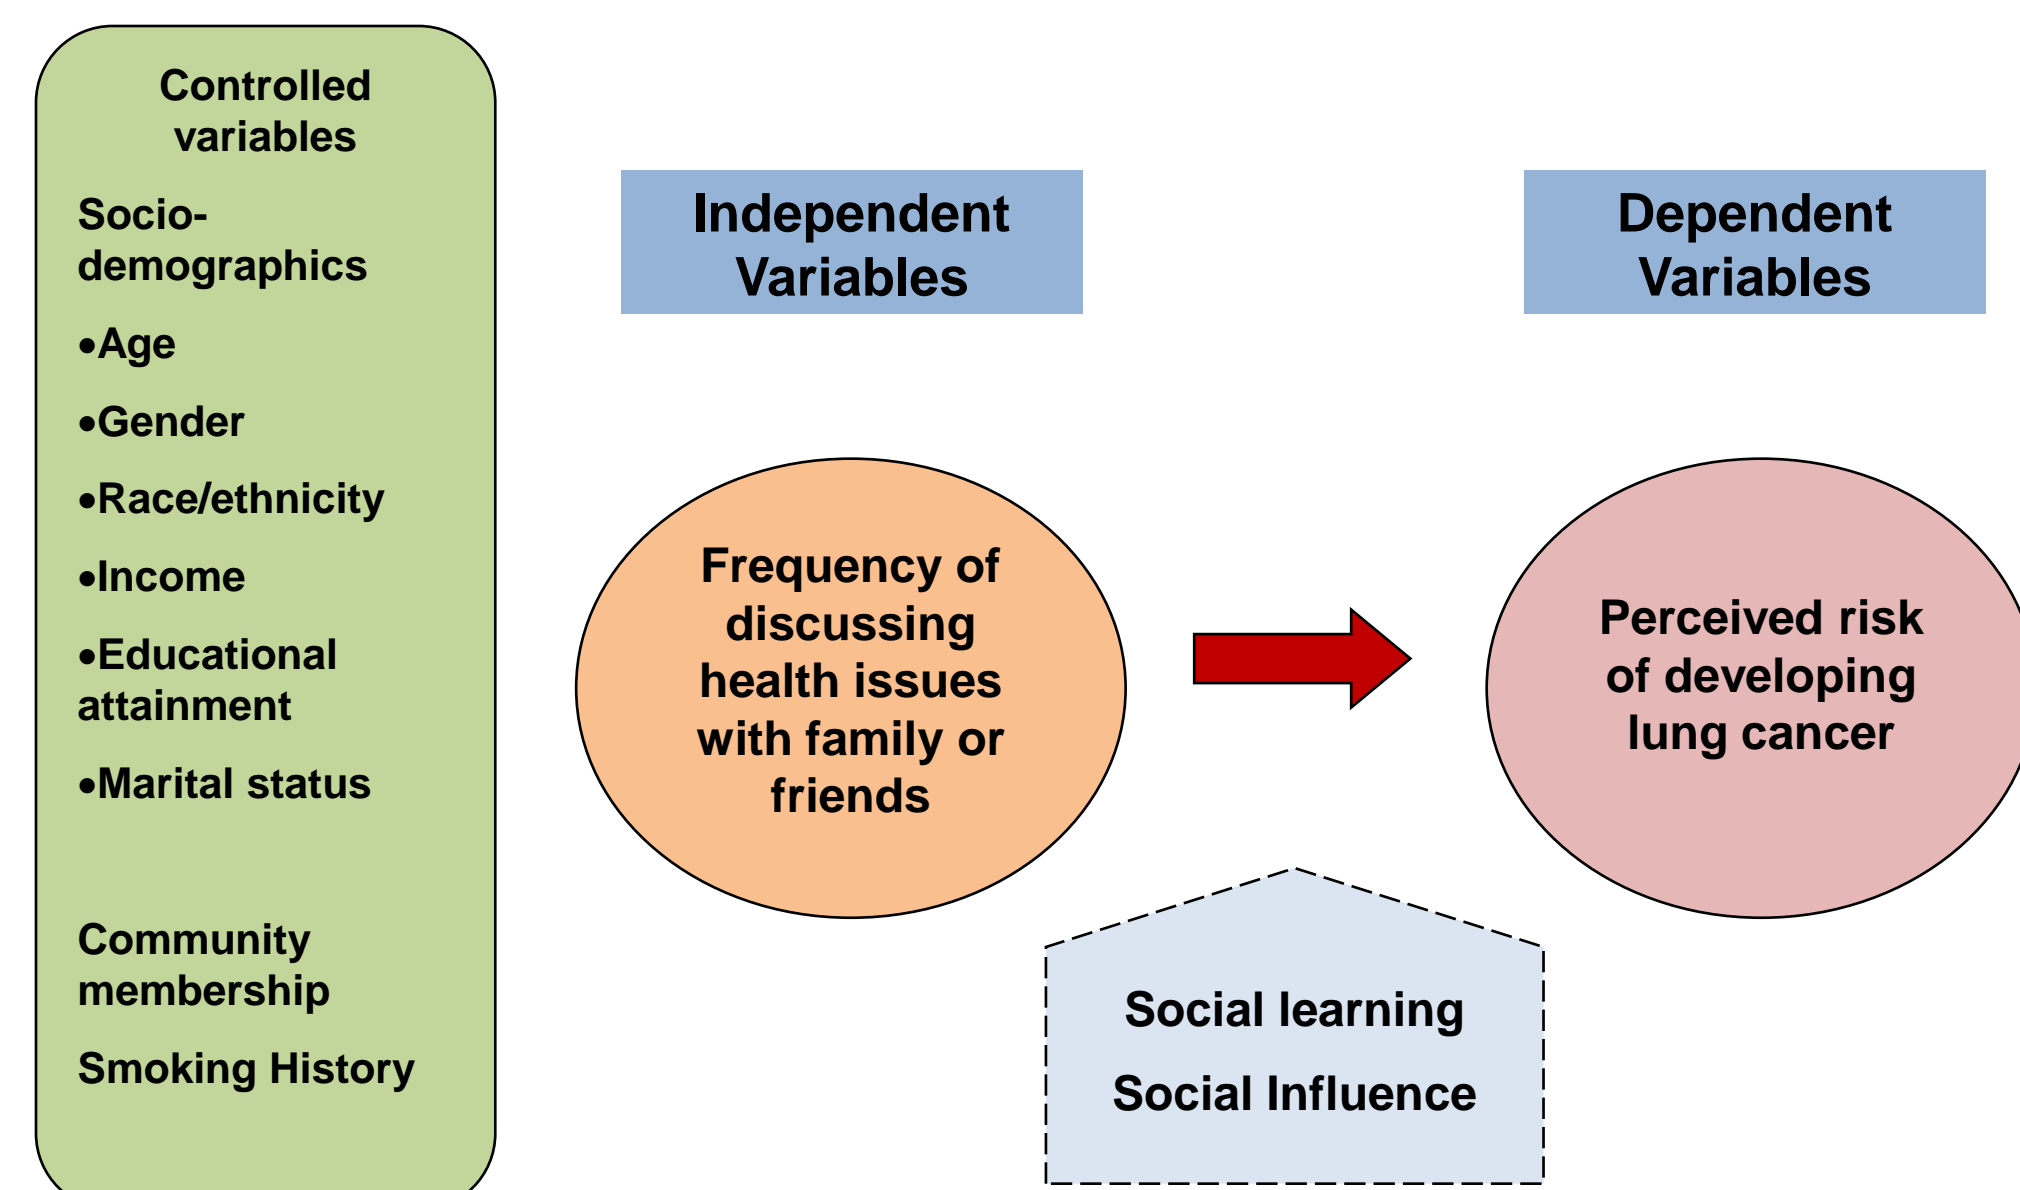 Controlled
variables
Socio-
demographics
•Age
•Gender
•Race/ethnicity
•Income
•Educational
attainment
•Marital status
Community
membership
Smoking History
Independent
Variables
Frequency of
discussing
health issues
with family or
friends
Dependent
Variables
Perceived risk
of developing
lung cancer
Social learning
Social Influence